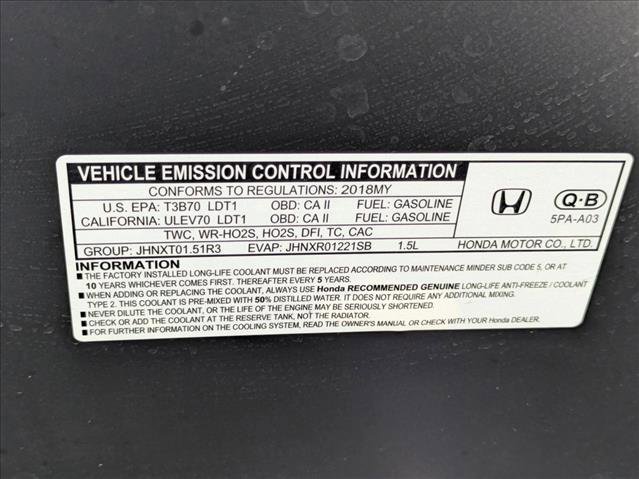 VEHICLE EMISSION CONTROL INFORMATION
CONFORMS TO REGULATIONS: 2018MY
U.S. EPA: T3B70 LDT1 OBD: CA II FUEL: GASOLINE
CALIFORNIA: ULEV70 LDT1 OBD: CA II FUEL: GASOLINE
TWC, WR-HO2S, HO2S, DFI, TC, CAC
GROUP: JHNXT01.51R3 EVAP: JHNXR01221SB 1.5L
Q·B
5PA-A03
HONDA MOTOR CO., LTD.
INFORMATION
■ THE FACTORY INSTALLED LONG-LIFE COOLANT MUST BE REPLACED ACCORDING TO MAINTENANCE MINDER SUB CODE 5, OR AT
10 YEARS WHICHEVER COMES FIRST. THEREAFTER EVERY 5 YEARS.
■ WHEN ADDING OR REPLACING THE COOLANT, ALWAYS USE Honda RECOMMENDED GENUINE LONG-LIFE ANTI-FREEZE / COOLANT
TYPE 2. THIS COOLANT IS PRE-MIXED WITH 50% DISTILLED WATER. IT DOES NOT REQUIRE ANY ADDITIONAL MIXING.
■ NEVER DILUTE THE COOLANT, OR THE LIFE OF THE ENGINE MAY BE SERIOUSLY SHORTENED.
■ CHECK OR ADD THE COOLANT AT THE RESERVE TANK, NOT THE RADIATOR.
■ FOR FURTHER INFORMATION ON THE COOLING SYSTEM, READ THE OWNER'S MANUAL OR CHECK WITH YOUR Honda DEALER.